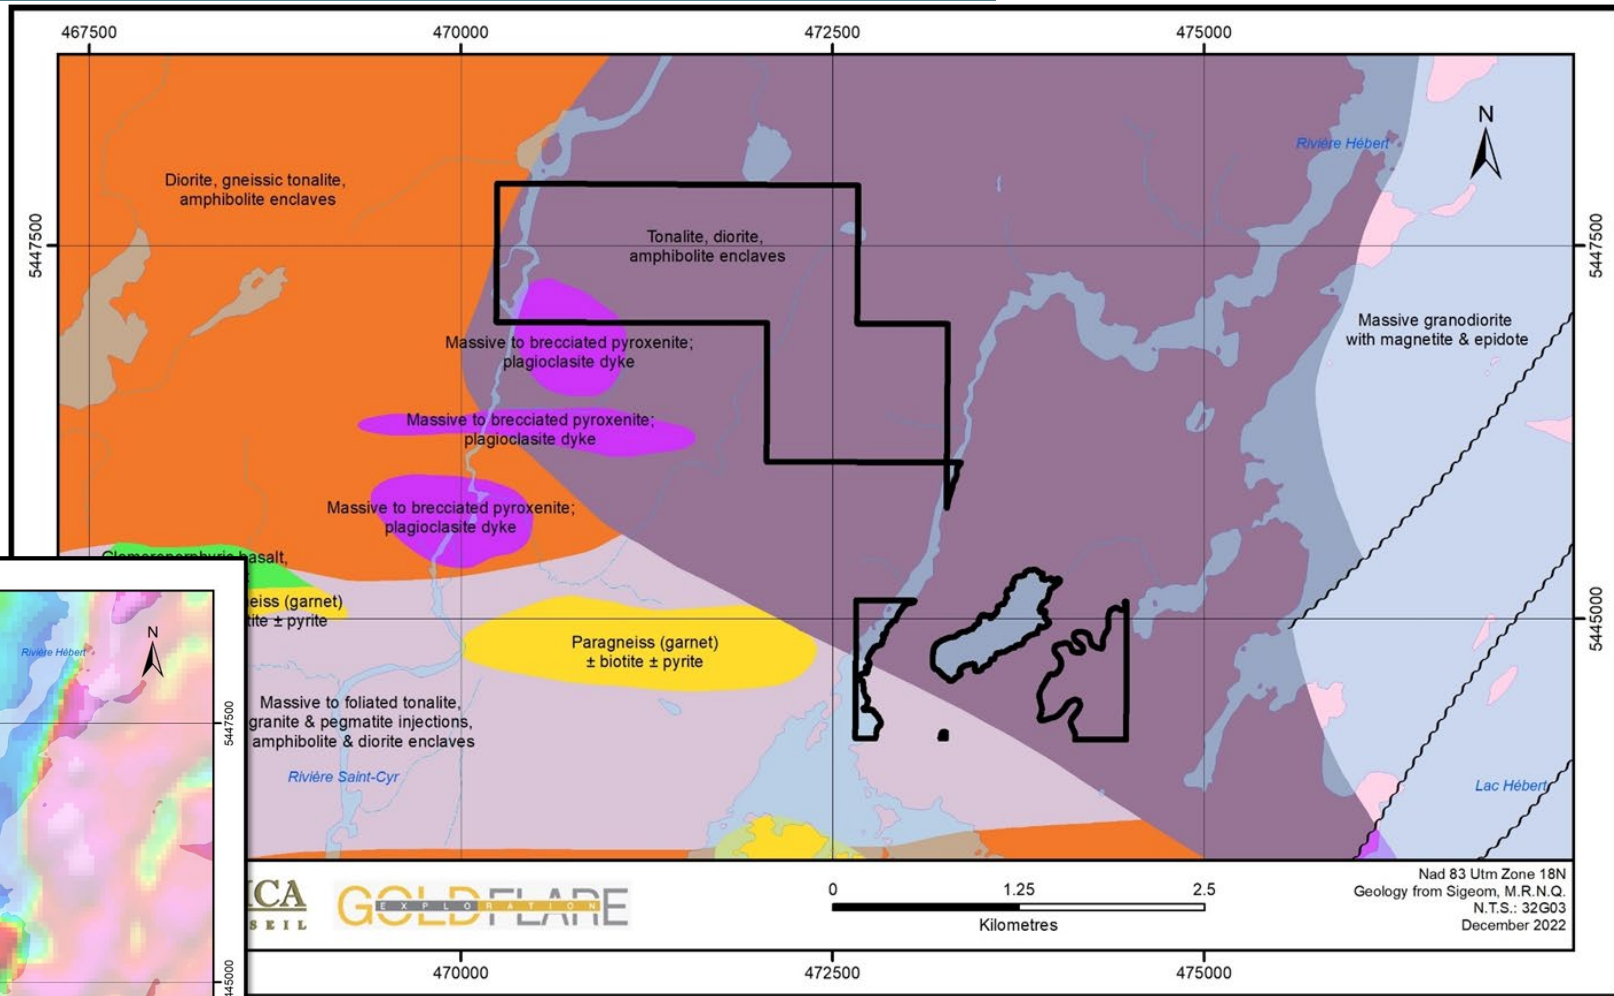 467500
470000
472500
475000
N
Rivière Hébert
Diorite, gneissic tonalite,
amphibolite enclaves
5447500
Tonalite, diorite,
amphibolite enclaves
5447500
Massive granodiorite
with magnetite & epidote
Massive to brecciated pyroxenite;
plagioclasite dyke
Massive to brecciated pyroxenite;
plagioclasite dyke
Massive to brecciated pyroxenite;
plagioclasite dyke
basalt,
eiss (garnet)
tite ± pyrite
5445000
Paragneiss (garnet)
± biotite ± pyrite
N
Rivière Hébert
Massive to foliated tonalite,
granite & pegmatite injections,
amphibolite & diorite enclaves
5447500
Rivière Saint-Cyr
Lac Hébert
ICA
SEIL
GOLDFLARE
EXPLORATION
0
1.25
2.5
Kilometres
Nad 83 Utm Zone 18N
Geology from Sigeom, M.R.N.Q.
N.T.S.: 32G03
December 2022
470000
472500
475000
445000